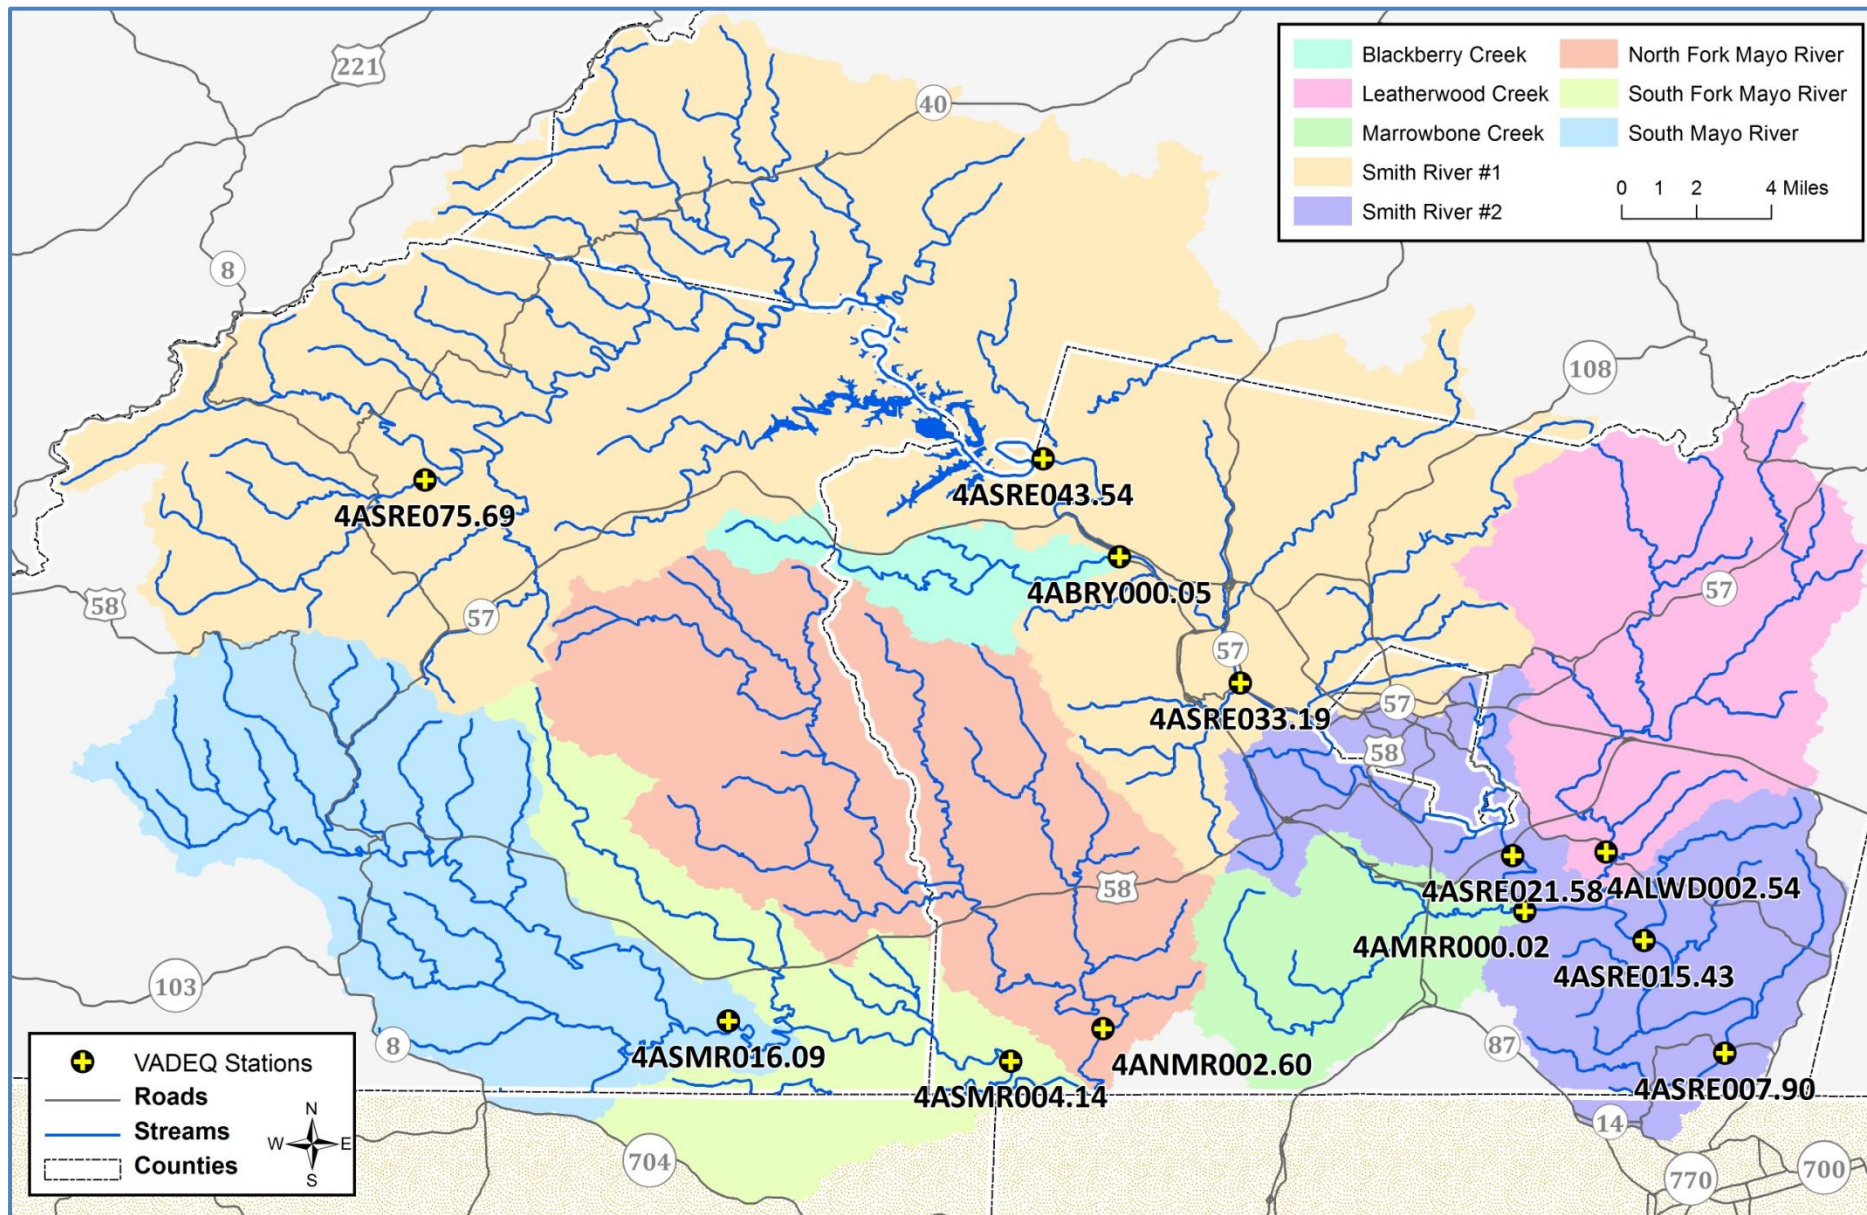 221
40
8
108
58
57
57
57
57
58
58
103
8
704
87
14
770
700
Blackberry Creek
Leatherwood Creek
Marrowbone Creek
Smith River #1
Smith River #2
North Fork Mayo River
South Fork Mayo River
South Mayo River
0 1 2 4 Miles
4ASRE075.69
4ASRE043.54
4ABRY000.05
4ASRE033.19
4ASRE021.58
4ALWD002.54
4AMRR000.02
4ASRE015.43
4ASMR016.09
4ANMR002.60
4ASMR004.14
4ASRE007.90
VADEQ Stations
Roads
Streams
Counties
N
W E
S